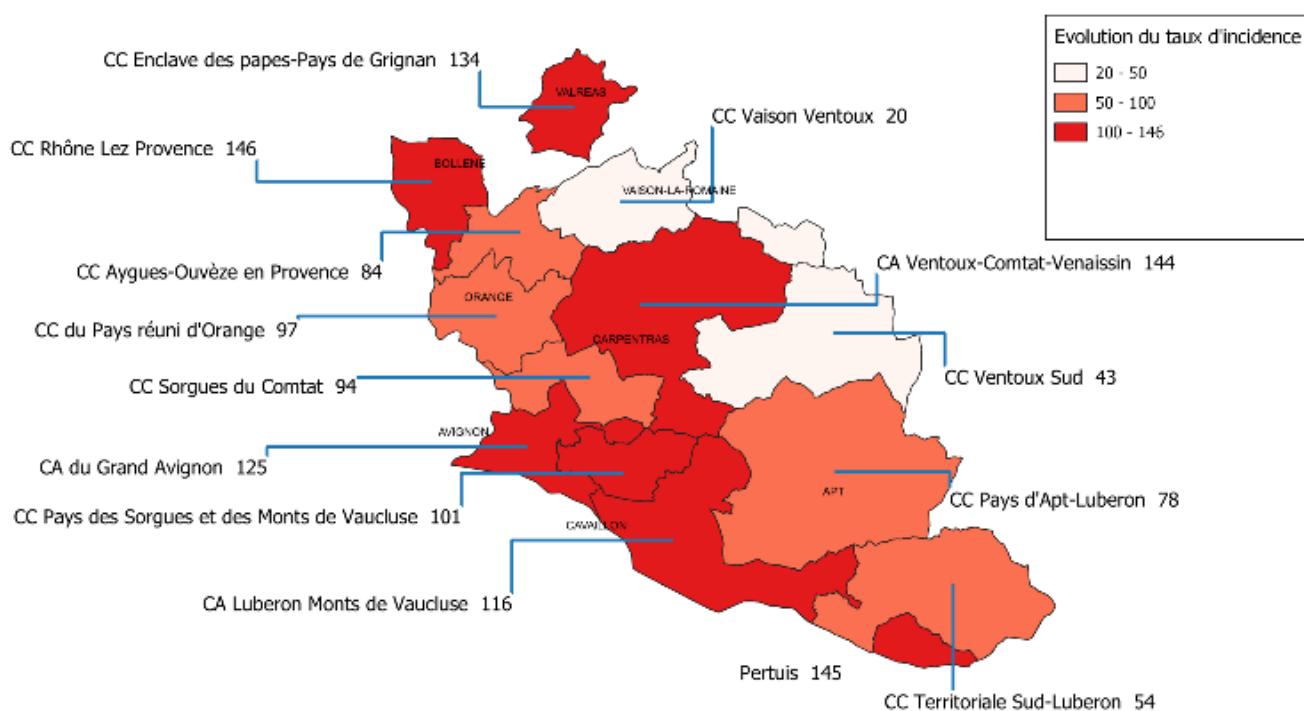 Evolution du taux d'incidence
20 - 50
50 - 100
100 - 146
CC Enclave des papes-Pays de Grignan 134
VALREAS
CC Vaison Ventoux 20
CC Rhône Lez Provence 146
BOLLENE
VAISON-LA-ROMAINE
CC Aygues-Ouvèze en Provence 84
CA Ventoux-Comtat-Venaissin 144
ORANGE
CC du Pays réuni d'Orange 97
CARPENTRAS
CC Sorgues du Comtat 94
CC Ventoux Sud 43
AVIGNON
CA du Grand Avignon 125
APT
CC Pays d'Apt-Luberon 78
CC Pays des Sorgues et des Monts de Vaucluse 101
CAVAILLON
CA Luberon Monts de Vaucluse 116
Pertuis 145
CC Territoriale Sud-Luberon 54